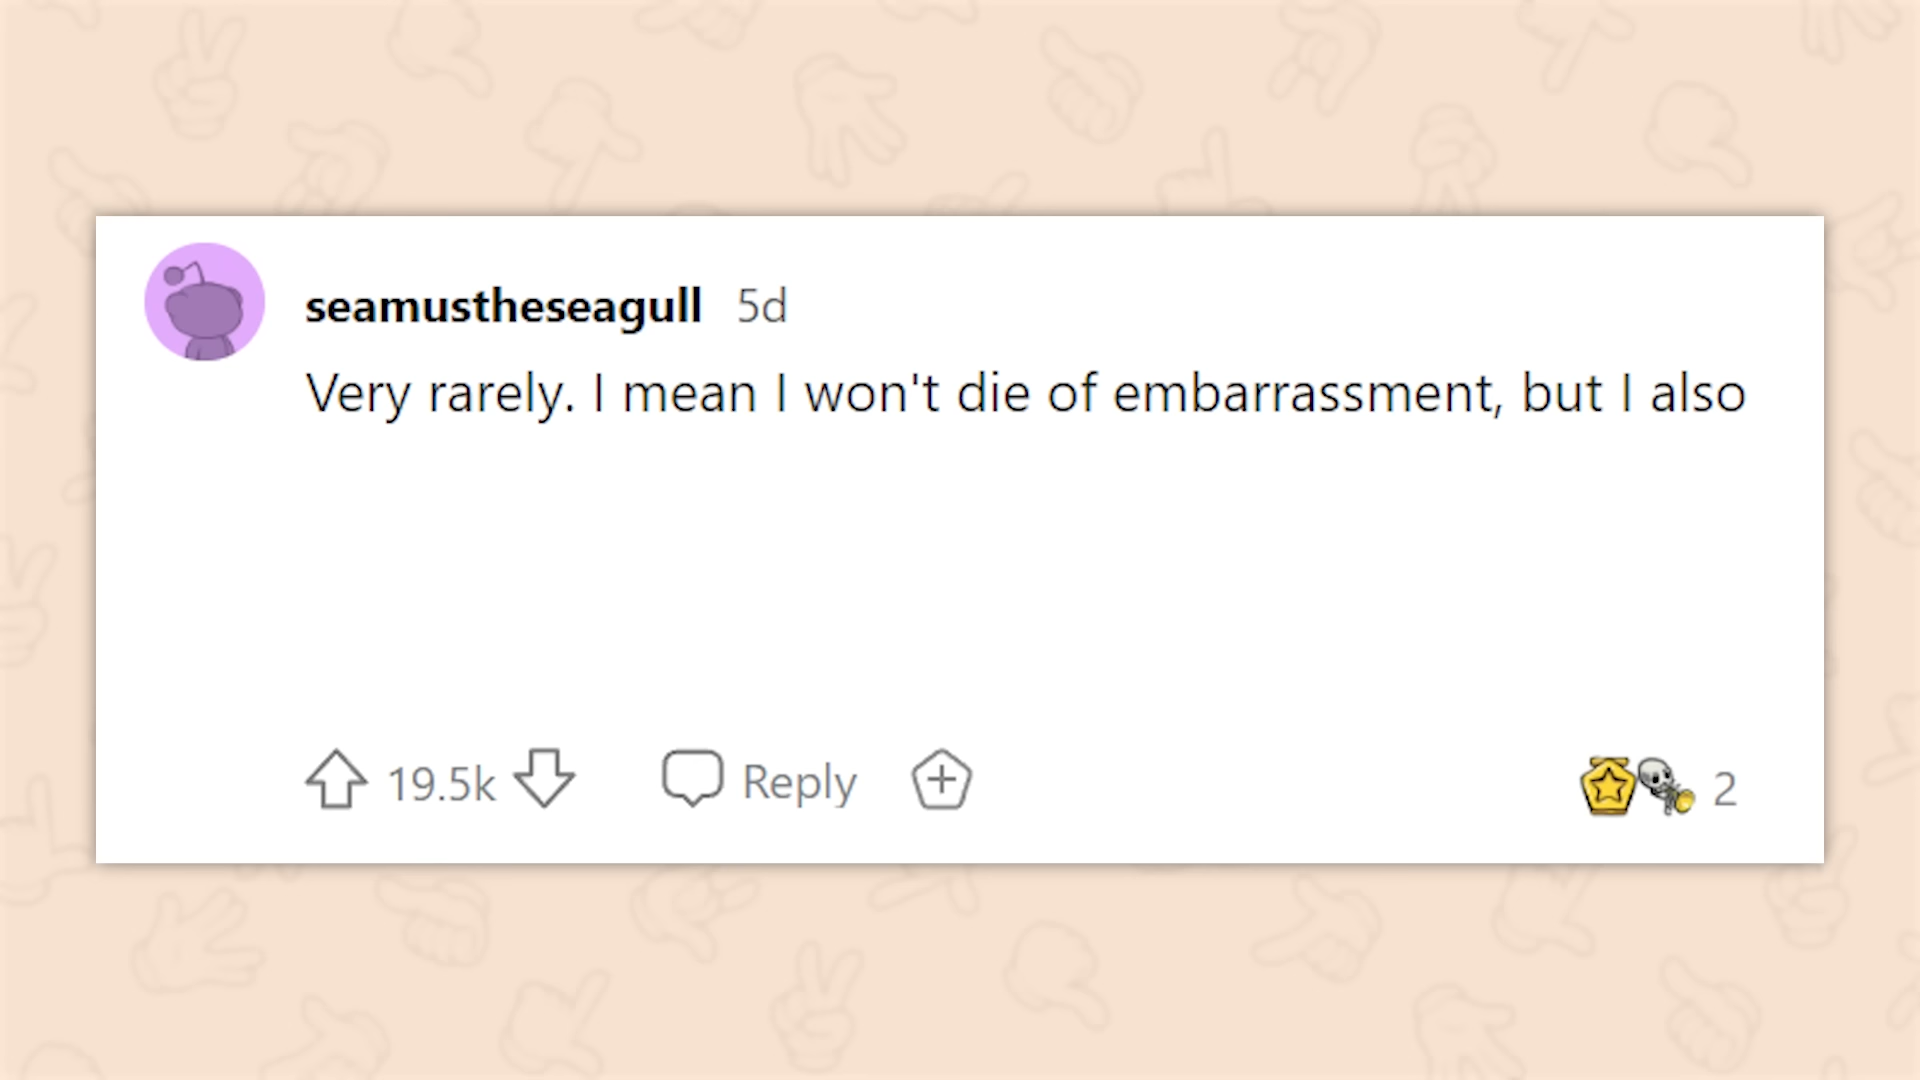 seamustheseagull 5d
Very rarely. I mean I won't die of embarrassment, but I also
19.5k Reply 2